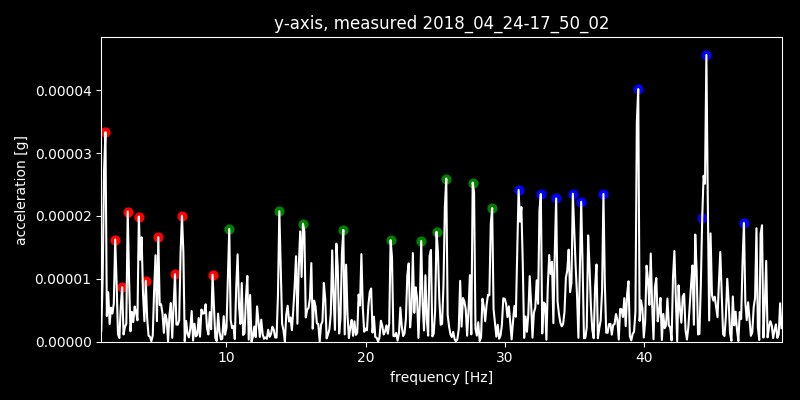 y-axis, measured 2018_04_24-17_50_02
0.00004
0.00003
0.00002
0.00001
0.00000
acceleration [g]
10 20 30 40
frequency [Hz]